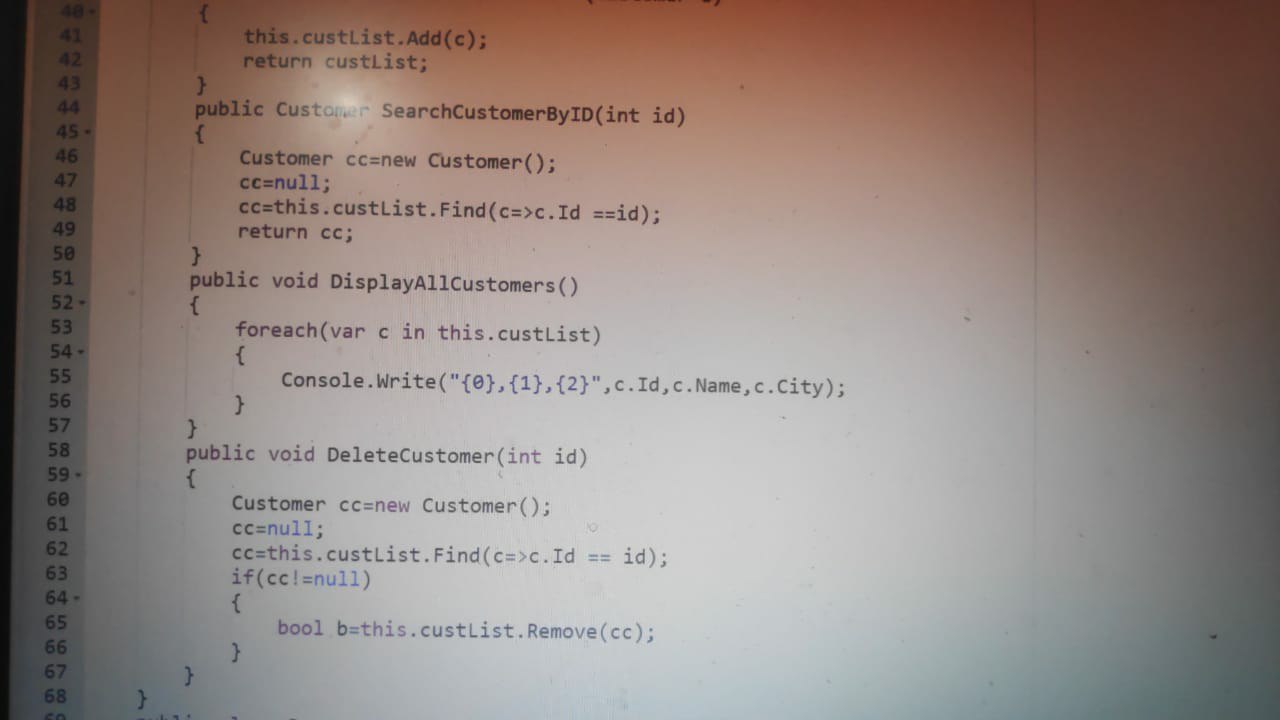 40 {
41 this.custList.Add(c);
42 return custList;
43 }
44 public Customer SearchCustomerByID(int id)
45 {
46 Customer cc=new Customer();
47 cc=null;
48 cc=this.custList.Find(c=>c.Id ==id);
49 return cc;
50 }
51 public void DisplayAllCustomers()
52 {
53 foreach(var c in this.custList)
54 {
55 Console.Write("{0},{1},{2}",c.Id,c.Name,c.City);
56 }
57 }
58 public void DeleteCustomer(int id)
59 {
60 Customer cc=new Customer();
61 cc=null;
62 cc=this.custList.Find(c=>c.Id == id);
63 if(cc!=null)
64 {
65 bool b=this.custList.Remove(cc);
66 }
67 }
68 }